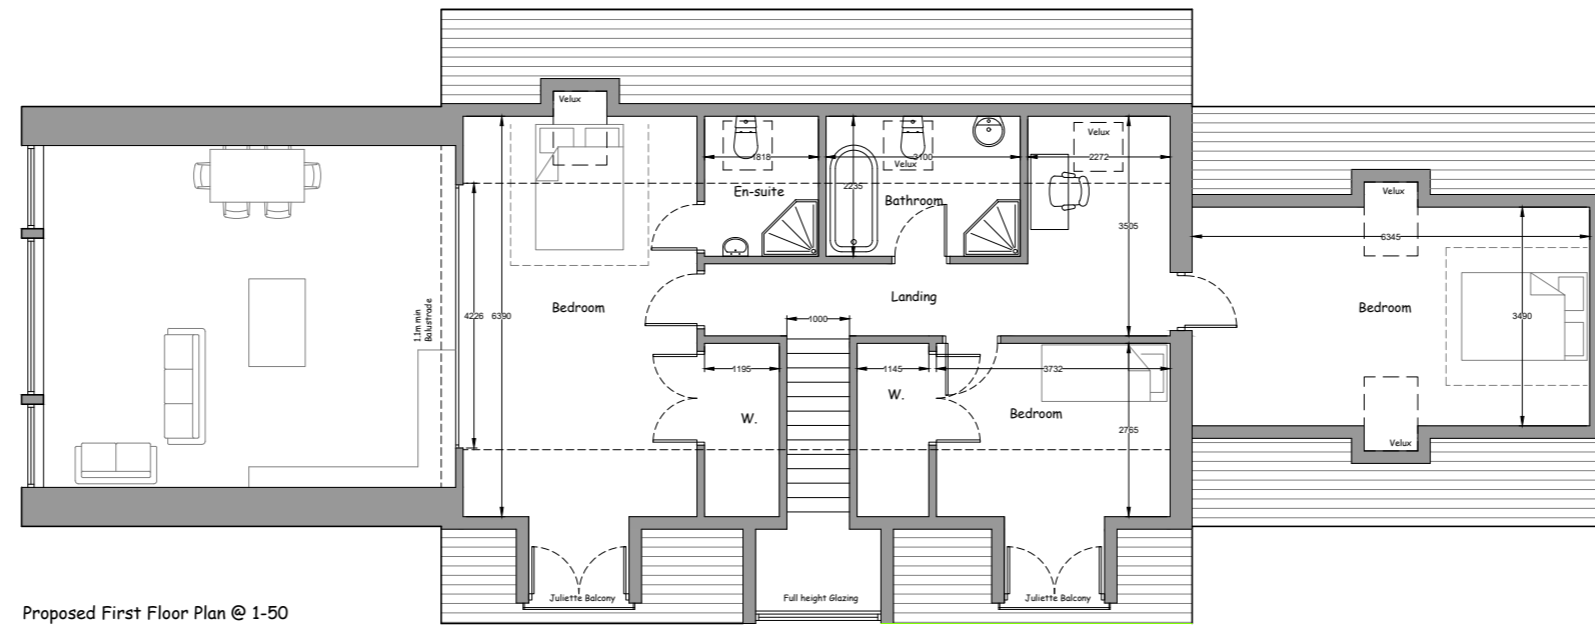 Velux
1818
En-suite
3100
Velux
2235
Bathroom
2272
Velux
3505
6345
Velux
3490
Bedroom
Velux
1.1m min
Balustrade
4226
6390
Bedroom
Landing
1000
1195
W.
1145
W.
3732
Bedroom
2765
Juliette Balcony
Full height Glazing
Juliette Balcony
Proposed First Floor Plan @ 1-50